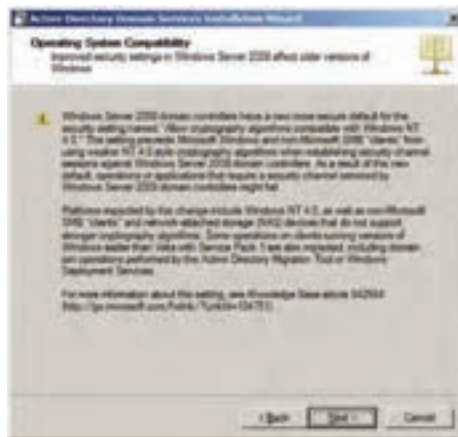 Active Directory Domain Services Installation Wizard
Operating System Compatibility
Improved security settings in Windows Server 2008 affect older versions of
Windows
Windows Server 2008 domain controllers have a new more secure default for the
security setting named "Allow cryptography algorithms compatible with Windows NT
4.0." This setting prevents Microsoft Windows and non-Microsoft SMB "clients" from
using weaker NT 4.0 style cryptography algorithms when establishing security channel
sessions against Windows Server 2008 domain controllers. As a result of this new
default, operations or applications that require a security channel serviced by
Windows Server 2008 domain controllers might fail.
Platforms impacted by this change include Windows NT 4.0, as well as non-Microsoft
SMB "clients" and network-attached storage (NAS) devices that do not support
stronger cryptography algorithms. Some operations on clients running versions of
Windows earlier than Vista with Service Pack 1 are also impacted, including domain
join operations performed by the Active Directory Migration Tool or Windows
Deployment Services.
For more information about this setting, see Knowledge Base article 942564
(http://go.microsoft.com/fwlink/?LinkId=104751).
< Back
Next >
Cancel